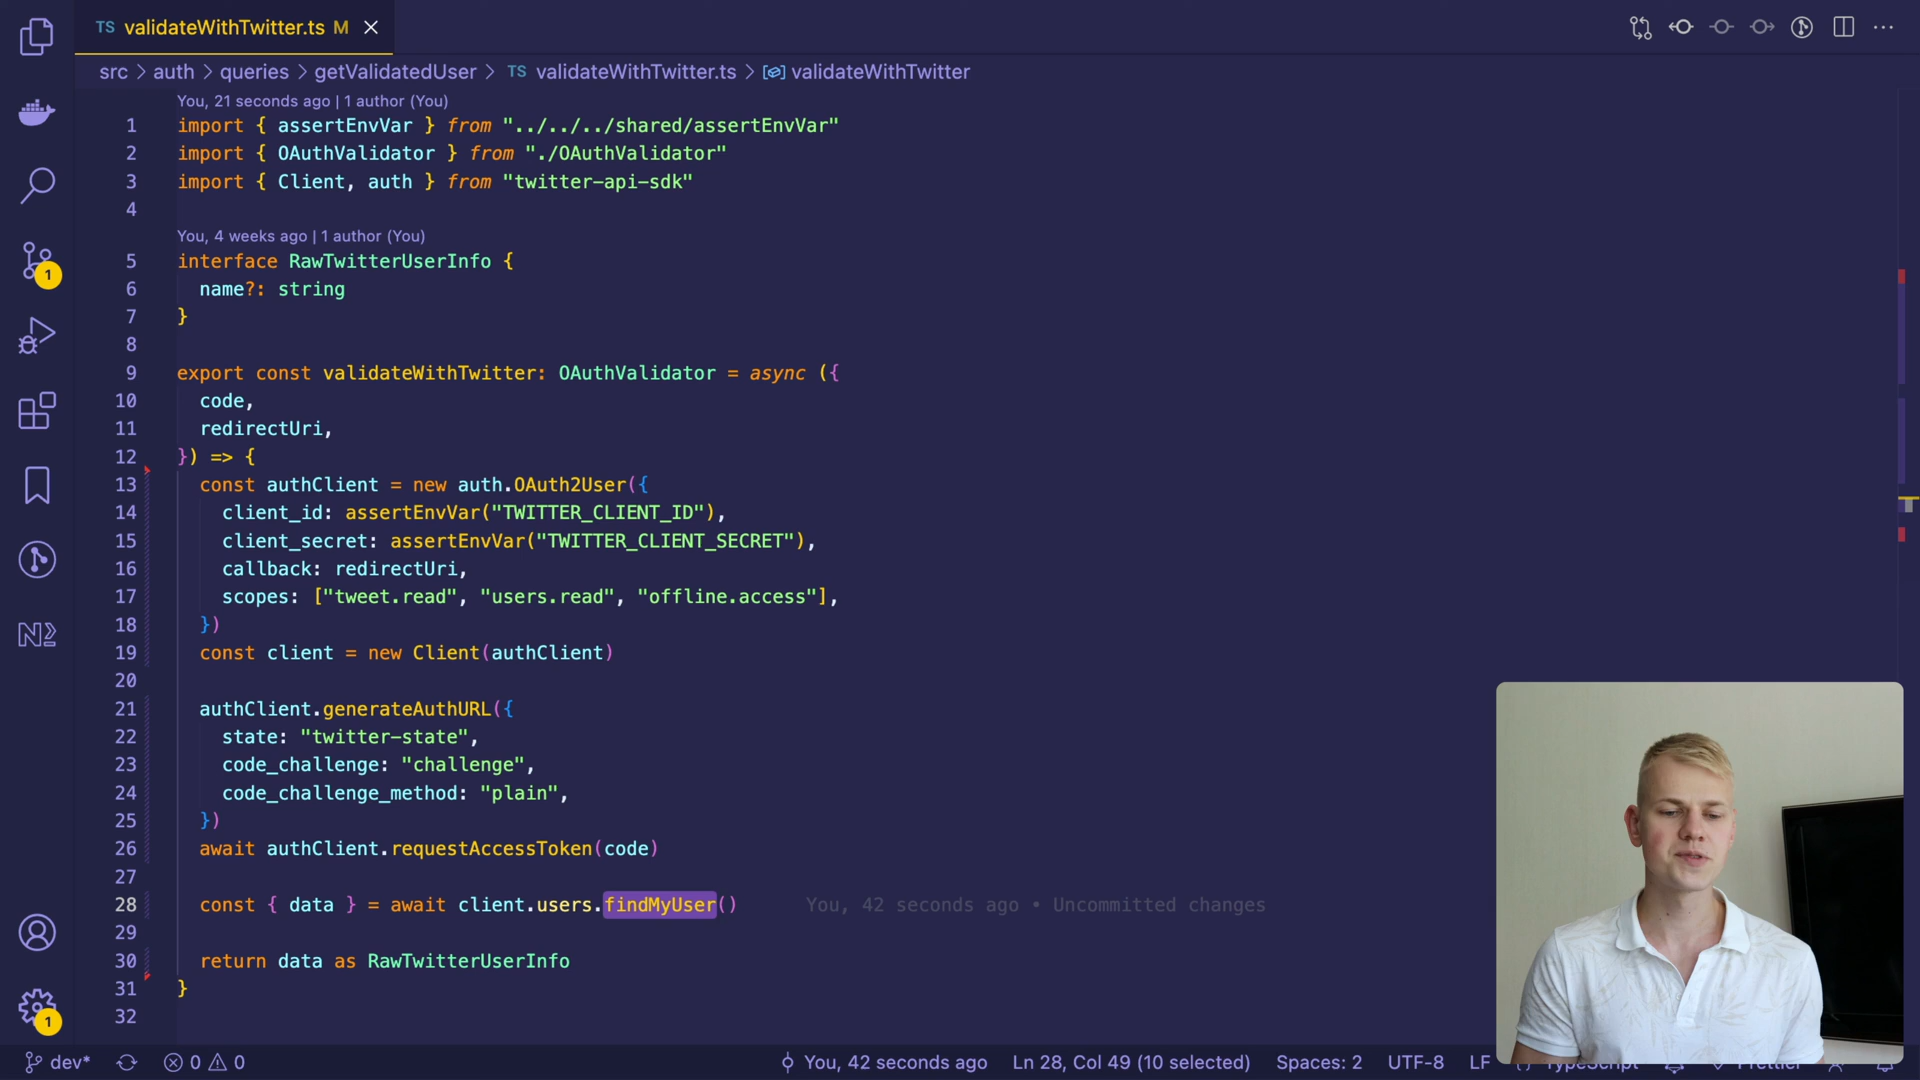 TS validateWithTwitter.ts M
src > auth > queries > getValidatedUser > TS validateWithTwitter.ts > validateWithTwitter
You, 21 seconds ago | 1 author (You)
1 import { assertEnvVar } from "../../../shared/assertEnvVar"
2 import { OAuthValidator } from "./OAuthValidator"
3 import { Client, auth } from "twitter-api-sdk"
4
You, 4 weeks ago | 1 author (You)
5 interface RawTwitterUserInfo {
6 name?: string
7 }
8
9 export const validateWithTwitter: OAuthValidator = async ({
10 code,
11 redirectUri,
12 }) => {
13 const authClient = new auth.OAuth2User({
14 client_id: assertEnvVar("TWITTER_CLIENT_ID"),
15 client_secret: assertEnvVar("TWITTER_CLIENT_SECRET"),
16 callback: redirectUri,
17 scopes: ["tweet.read", "users.read", "offline.access"],
18 })
19 const client = new Client(authClient)
20
21 authClient.generateAuthURL({
22 state: "twitter-state",
23 code_challenge: "challenge",
24 code_challenge_method: "plain",
25 })
26 await authClient.requestAccessToken(code)
27
28 const { data } = await client.users.findMyUser() You, 42 seconds ago • Uncommitted changes
29
30 return data as RawTwitterUserInfo
31 }
32
1
1
dev* 0 0 You, 42 seconds ago Ln 28, Col 49 (10 selected) Spaces: 2 UTF-8 LF TypeScript Prettier